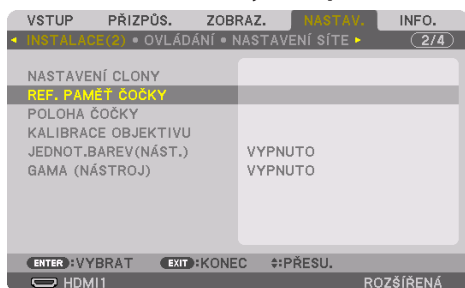 VSTUP PŘIZPŮS. ZOBRAZ. NASTAV. INFO.
INSTALACE(2) • OVLÁDÁNÍ • NASTAVENÍ SÍTE 2/4
NASTAVENÍ CLONY
REF. PAMĚŤ ČOČKY
POLOHA ČOČKY
KALIBRACE OBJEKTIVU
JEDNOT.BAREV(NÁST.) VYPNUTO
GAMA (NÁSTROJ) VYPNUTO
ENTER :VYBRAT EXIT :KONEC :PŘESU.
HDMI1 ROZŠÍŘENÁ